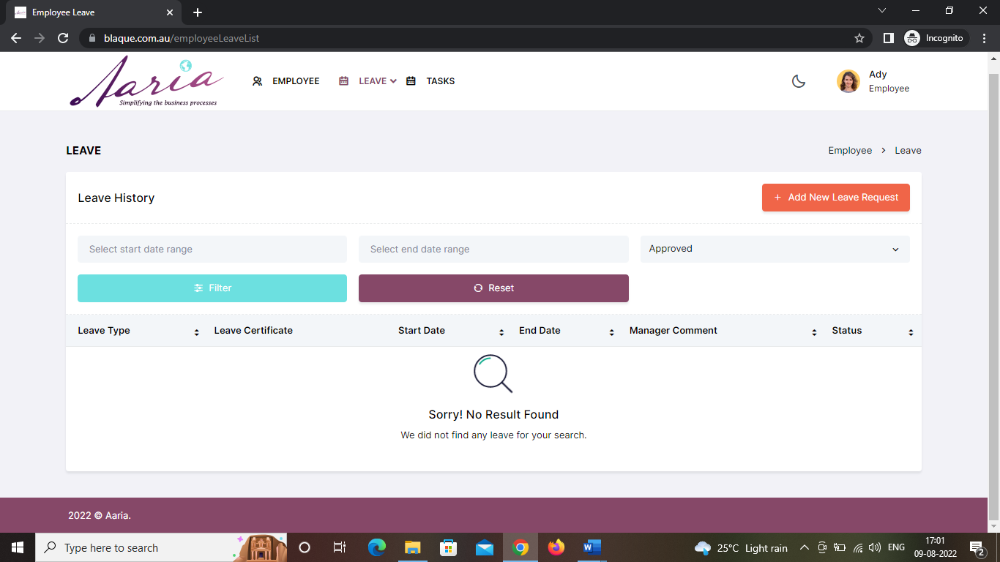 Employee Leave
blaque.com.au/employeeLeaveList
Incognito
Aaria
Simplifying the business processes
EMPLOYEE
LEAVE
TASKS
Ady
Employee
LEAVE
Employee > Leave
Leave History
+ Add New Leave Request
Select start date range
Select end date range
Approved
Filter
Reset
Leave Type
Leave Certificate
Start Date
End Date
Manager Comment
Status
Sorry! No Result Found
We did not find any leave for your search.
2022 © Aaria.
Type here to search
25°C Light rain
ENG
17:01
09-08-2022
2